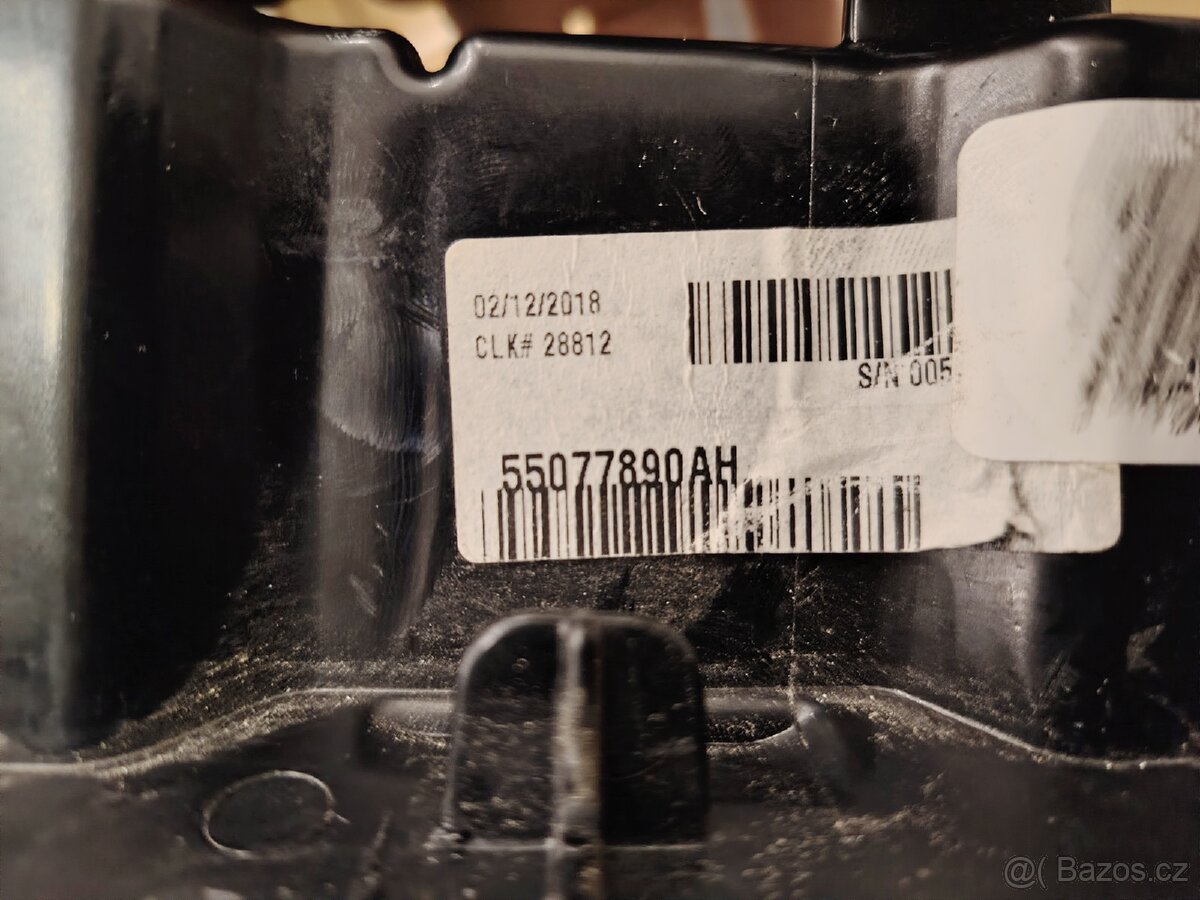 02/12/2018
CLK# 28812
S/N 005
55077890AH
@( Bazos.cz